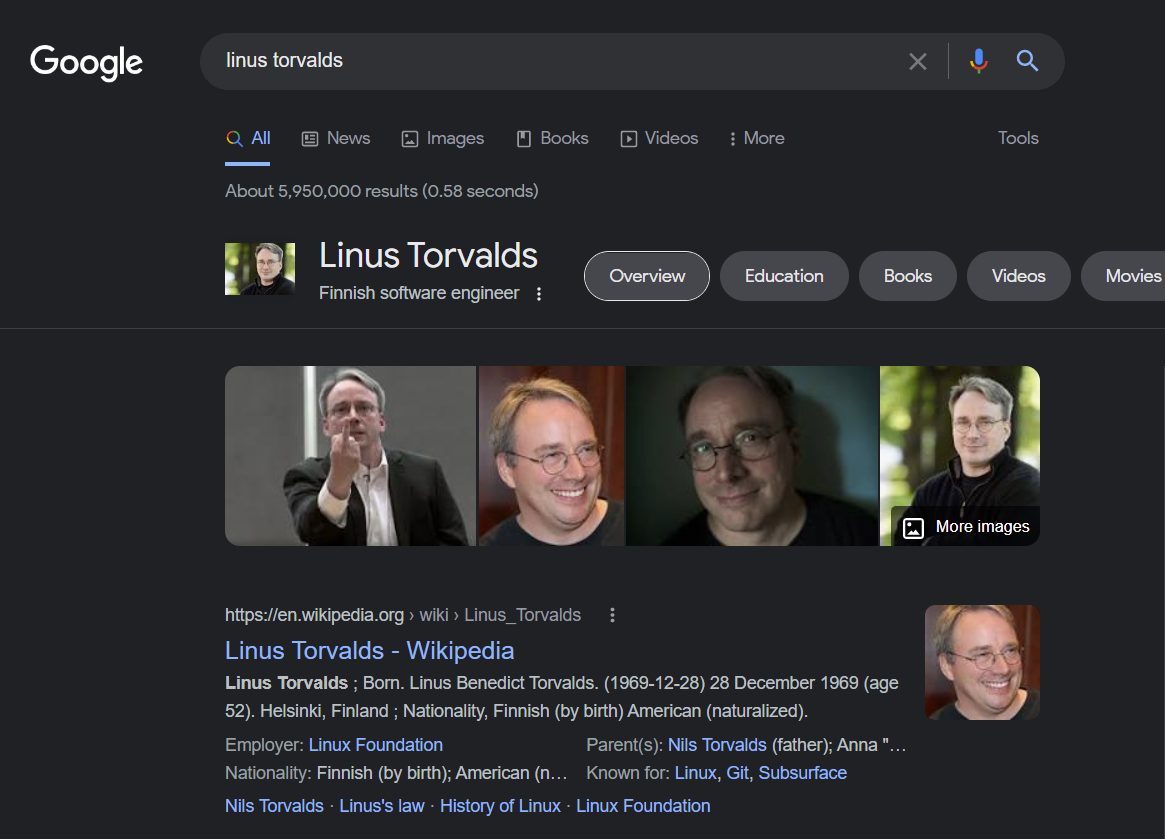 Google
linus torvalds
All News Images Books Videos More Tools
About 5,950,000 results (0.58 seconds)
Linus Torvalds
Finnish software engineer
Overview Education Books Videos Movies
More images
https://en.wikipedia.org › wiki › Linus_Torvalds
Linus Torvalds - Wikipedia
Linus Torvalds ; Born. Linus Benedict Torvalds. (1969-12-28) 28 December 1969 (age
52). Helsinki, Finland ; Nationality, Finnish (by birth) American (naturalized).
Employer: Linux Foundation Parent(s): Nils Torvalds (father); Anna "...
Nationality: Finnish (by birth); American (n... Known for: Linux, Git, Subsurface
Nils Torvalds · Linus's law · History of Linux · Linux Foundation